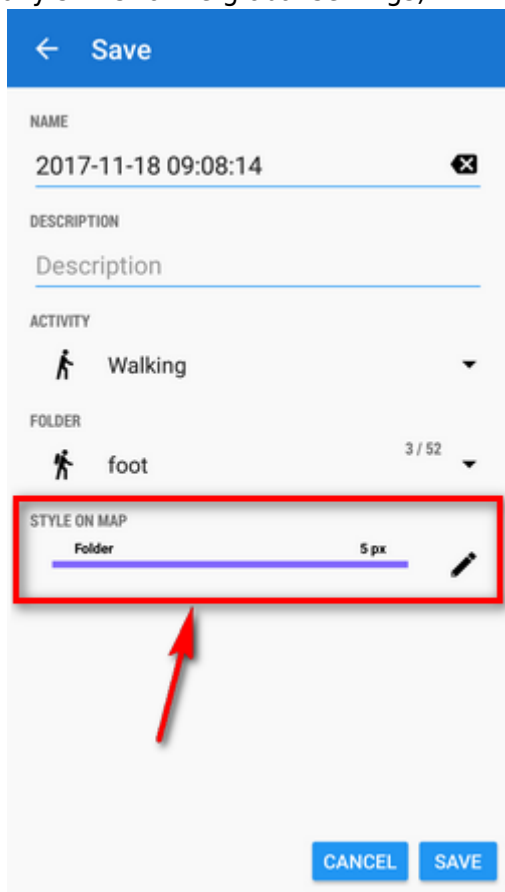 Save
NAME
2017-11-18 09:08:14
DESCRIPTION
Description
ACTIVITY
Walking
FOLDER
foot 3 / 52
STYLE ON MAP
Folder 5 px
CANCEL SAVE